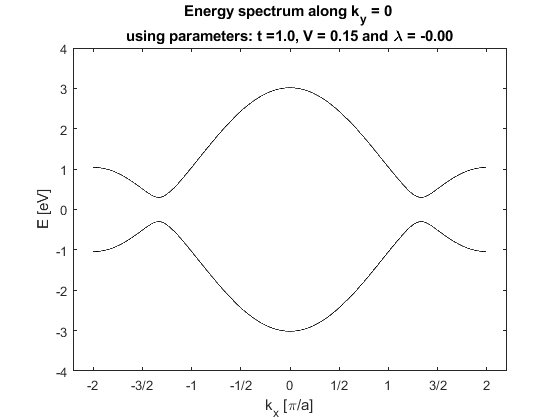 Energy spectrum along k_y = 0
using parameters: t =1.0, V = 0.15 and λ = -0.00
4
3
2
1
0
-1
-2
-3
-4
E [eV]
-2 -3/2 -1 -1/2 0 1/2 1 3/2 2
k_x [π/a]